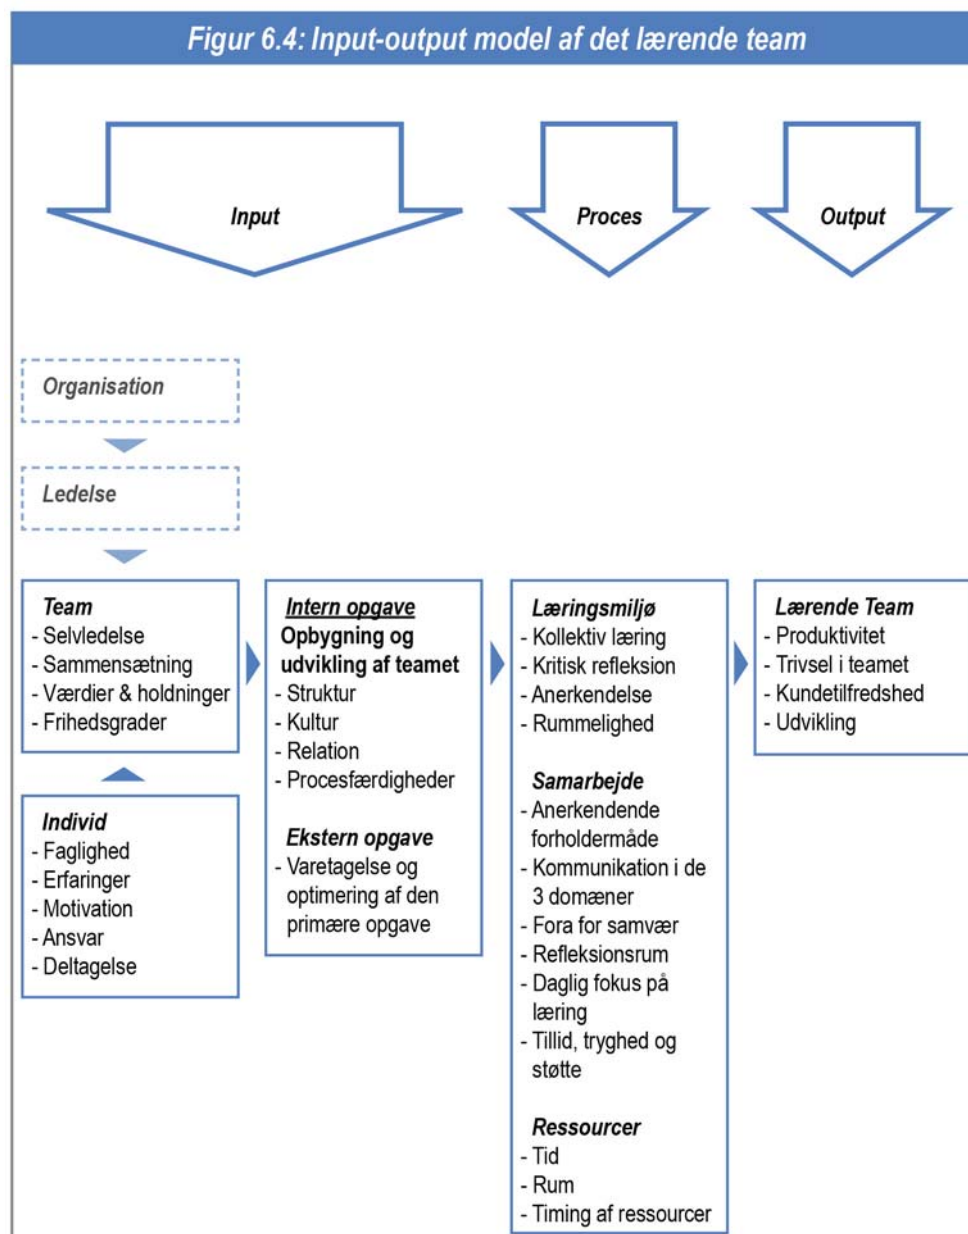 Figur 6.4: Input-output model af det lærende team
Input
Proces
Output
Organisation
Ledelse
Team
- Selvledelse
- Sammensætning
- Værdier & holdninger
- Frihedsgrader
Individ
- Faglighed
- Erfaringer
- Motivation
- Ansvar
- Deltagelse
Intern opgave
Opbygning og
udvikling af teamet
- Struktur
- Kultur
- Relation
- Procesfærdigheder
Ekstern opgave
- Varetagelse og
optimering af den
primære opgave
Læringsmiljø
- Kollektiv læring
- Kritisk refleksion
- Anerkendelse
- Rummelighed
Samarbejde
- Anerkendende
forholdermåde
- Kommunikation i de
3 domæner
- Fora for samvær
- Refleksionsrum
- Daglig fokus på
læring
- Tillid, tryghed og
støtte
Ressourcer
- Tid
- Rum
- Timing af ressourcer
Lærende Team
- Produktivitet
- Trivsel i teamet
- Kundetilfredshed
- Udvikling